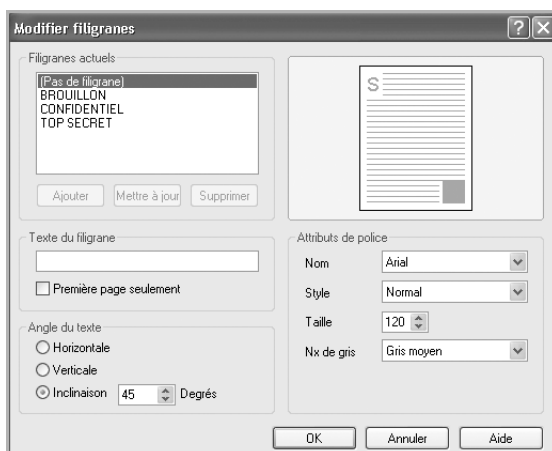 Modifier filigranes
Filigranes actuels
(Pas de filigrane)
BROUILLON
CONFIDENTIEL
TOP SECRET
Ajouter Mettre à jour Supprimer
S
Texte du filigrane
Première page seulement
Angle du texte
Horizontale
Verticale
Inclinaison 45 Degrés
Attributs de police
Nom Arial
Style Normal
Taille 120
Nx de gris Gris moyen
OK Annuler Aide